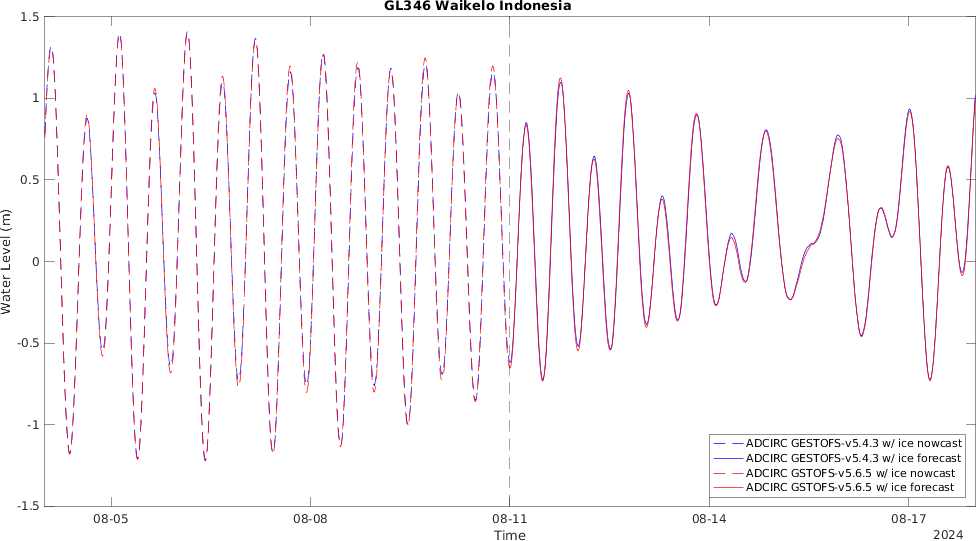 GL346 Waikelo Indonesia
1.5
1
0.5
0
-0.5
-1
-1.5
Water Level (m)
08-05
08-08
08-11
08-14
08-17
Time
2024
ADCIRC GESTOFS-v5.4.3 w/ ice nowcast
ADCIRC GESTOFS-v5.4.3 w/ ice forecast
ADCIRC GSTOFS-v5.6.5 w/ ice nowcast
ADCIRC GSTOFS-v5.6.5 w/ ice forecast